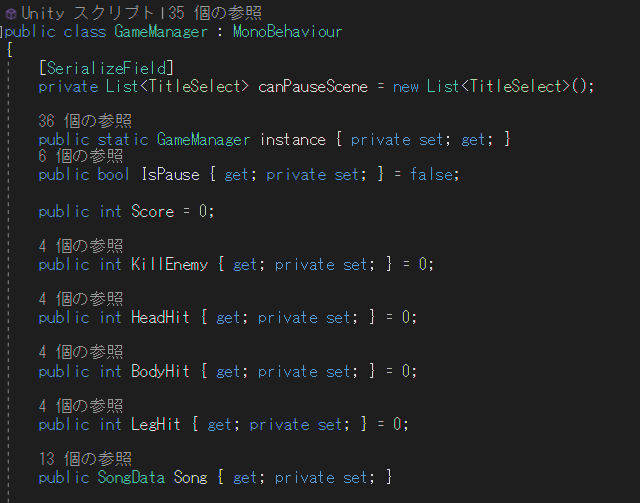 Unity スクリプト|35 個の参照
public class GameManager : MonoBehaviour
{
[SerializeField]
private List<TitleSelect> canPauseScene = new List<TitleSelect>();
36 個の参照
public static GameManager instance { private set; get; }
6 個の参照
public bool IsPause { get; private set; } = false;
public int Score = 0;
4 個の参照
public int KillEnemy { get; private set; } = 0;
4 個の参照
public int HeadHit { get; private set; } = 0;
4 個の参照
public int BodyHit { get; private set; } = 0;
4 個の参照
public int LegHit { get; private set; } = 0;
13 個の参照
public SongData Song { get; private set; }